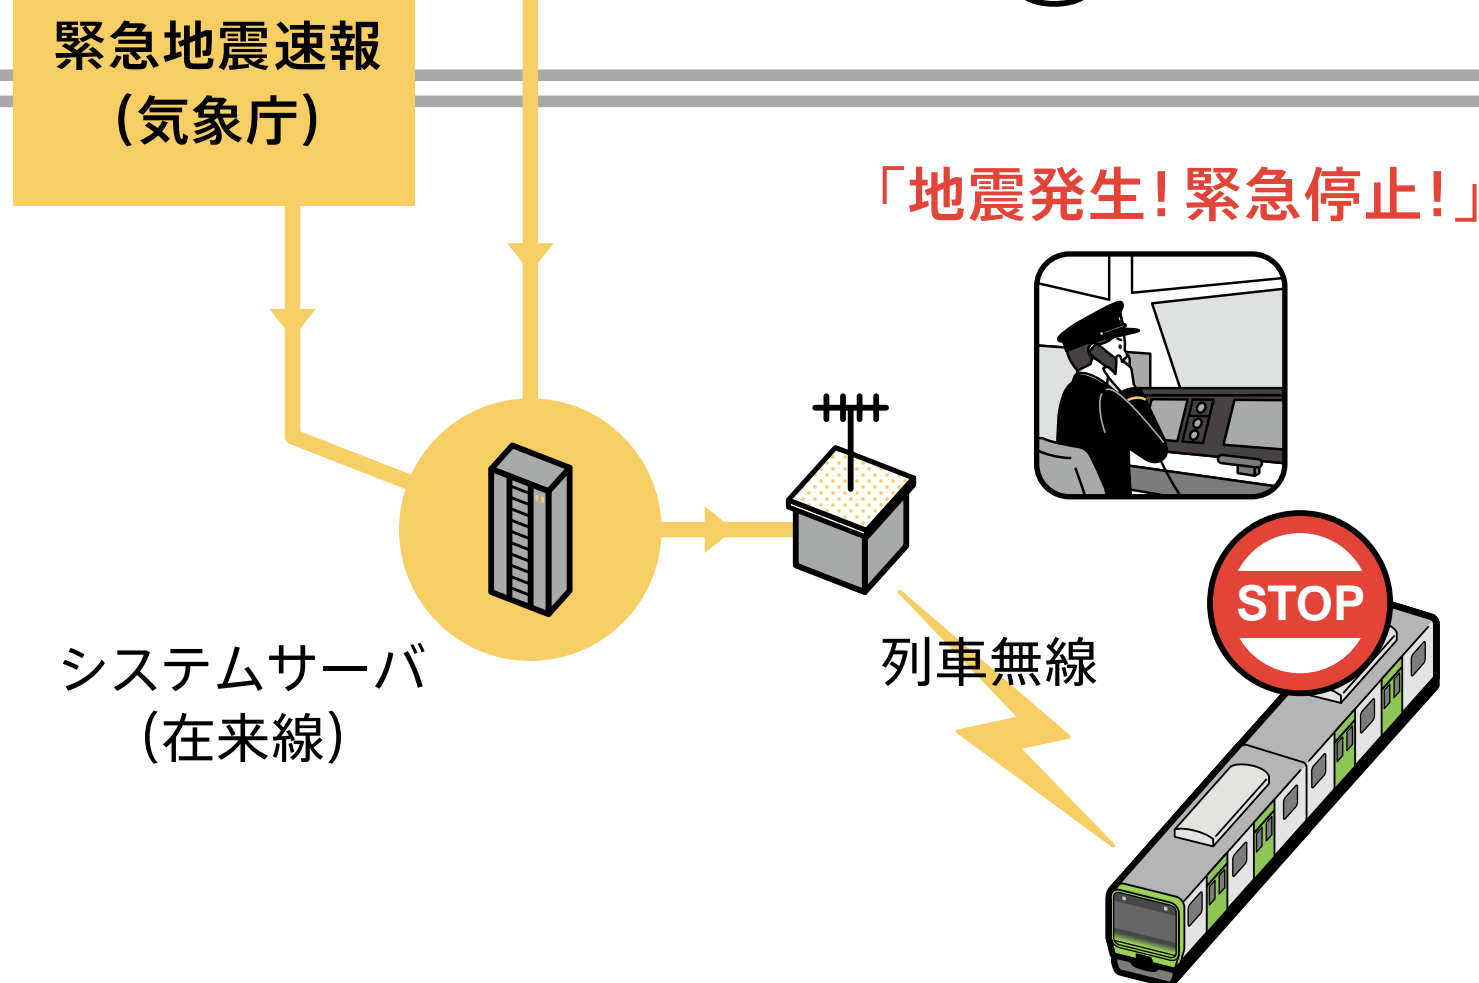 緊急地震速報
（気象庁）
「地震発生！緊急停止！」
STOP
列車無線
システムサーバ
（在来線）